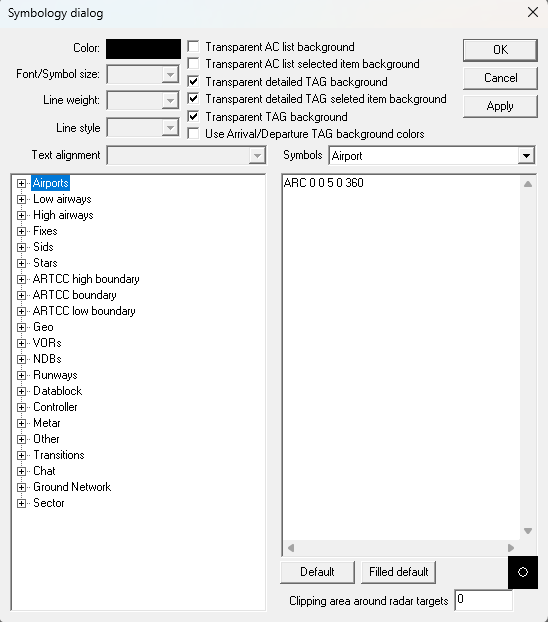 Symbology dialog
Color:
Transparent AC list background
OK
Transparent AC list selected item background
Font/Symbol size:
Transparent detailed TAG background
Cancel
Line weight:
Transparent detailed TAG seleted item background
Apply
Transparent TAG background
Line style
Use Arrival/Departure TAG background colors
Text alignment
Symbols
Airport
Airports
Low airways
High airways
Fixes
Sids
Stars
ARTCC high boundary
ARTCC boundary
ARTCC low boundary
Geo
VORs
NDBs
Runways
Datablock
Controller
Metar
Other
Transitions
Chat
Ground Network
Sector
ARC 0 0 5 0 360
Default
Filled default
Clipping area around radar targets
0